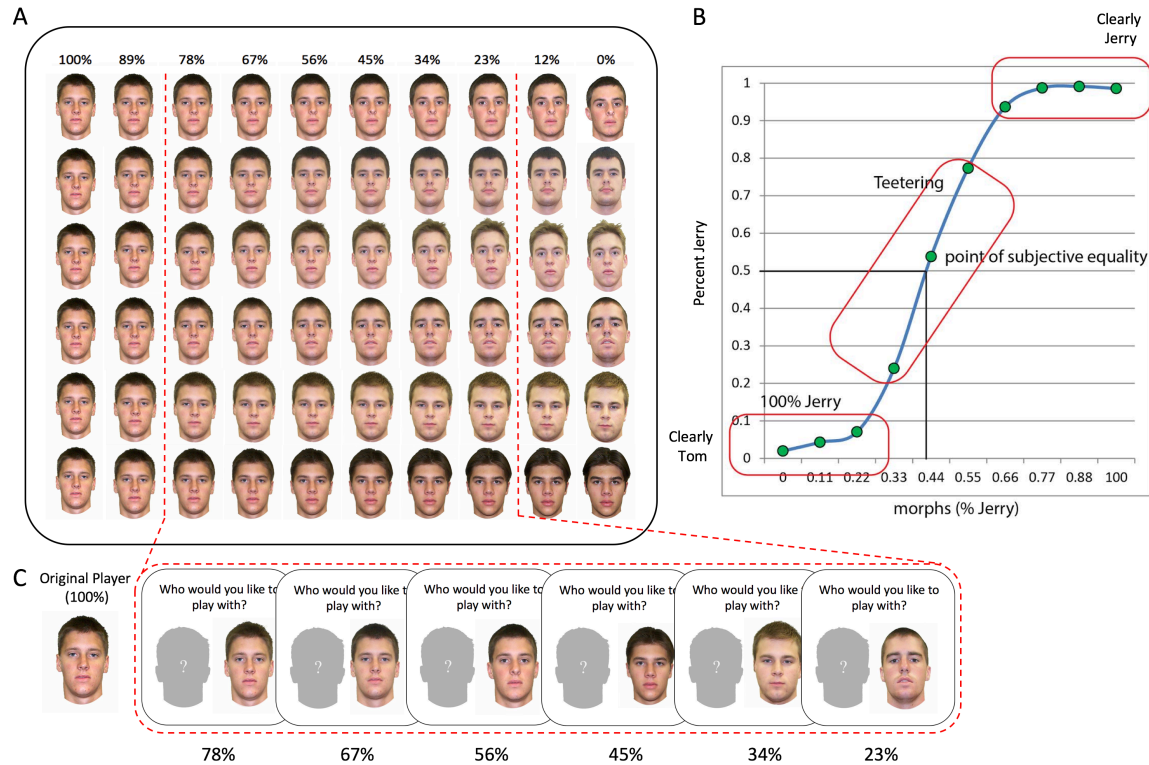 A
100% 89% 78% 67% 56% 45% 34% 23% 12% 0%
B
Clearly
Jerry
1
0.9
0.8
0.7
0.6
0.5
0.4
0.3
0.2
0.1
0
Percent Jerry
Teetering
point of subjective equality
100% Jerry
Clearly
Tom
0 0.11 0.22 0.33 0.44 0.55 0.66 0.77 0.88 100
morphs (% Jerry)
C
Original Player
(100%)
Who would you like to
play with?
?
Who would you like t
play with?
?
Who would you like to
play with?
?
Who would you like to
play with?
?
Who would you like
play with?
?
Who would you like to
play with?
?
78% 67% 56% 45% 34% 23%